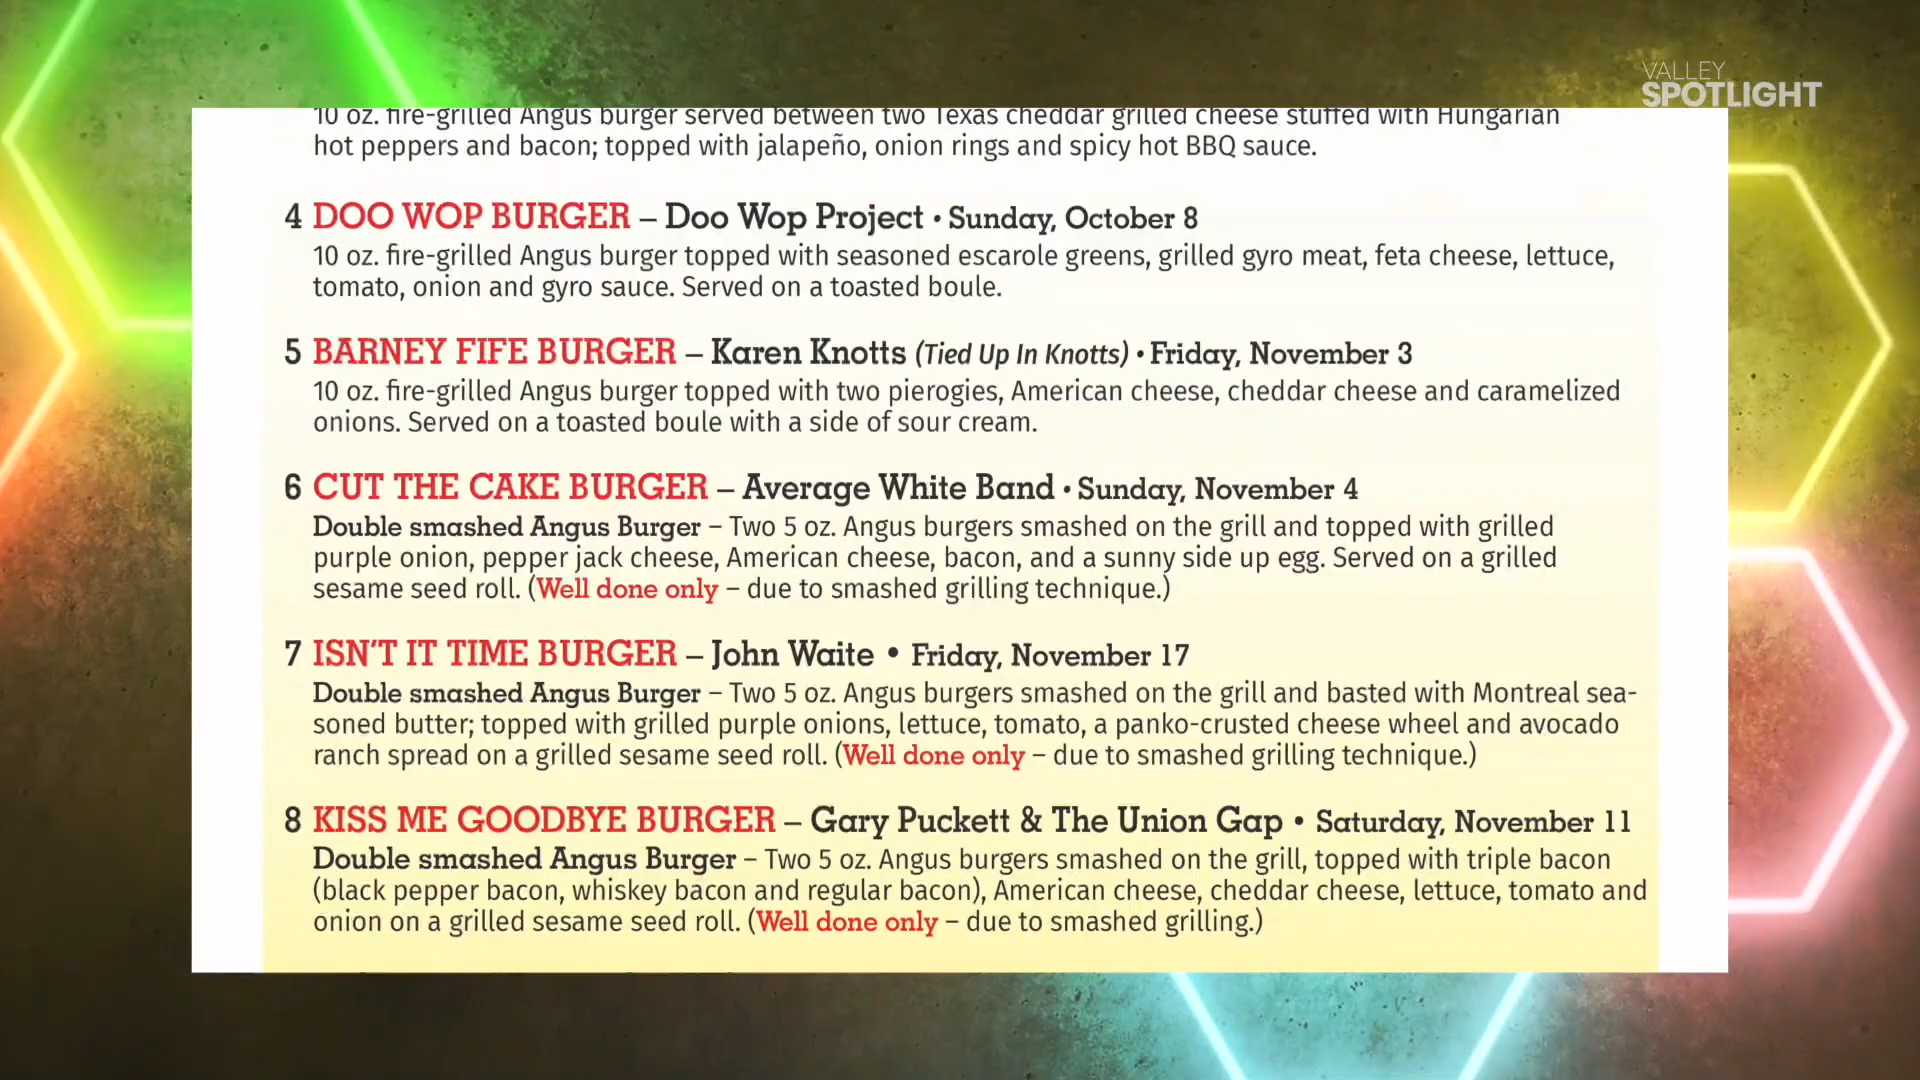 VALLEY
SPOTLIGHT
10 oz. fire-grilled Angus burger served between two Texas cheddar grilled cheese stuffed with Hungarian
hot peppers and bacon; topped with jalapeño, onion rings and spicy hot BBQ sauce.
4 DOO WOP BURGER – Doo Wop Project • Sunday, October 8
10 oz. fire-grilled Angus burger topped with seasoned escarole greens, grilled gyro meat, feta cheese, lettuce,
tomato, onion and gyro sauce. Served on a toasted boule.
5 BARNEY FIFE BURGER – Karen Knotts (Tied Up In Knotts) • Friday, November 3
10 oz. fire-grilled Angus burger topped with two pierogies, American cheese, cheddar cheese and caramelized
onions. Served on a toasted boule with a side of sour cream.
6 CUT THE CAKE BURGER – Average White Band • Sunday, November 4
Double smashed Angus Burger – Two 5 oz. Angus burgers smashed on the grill and topped with grilled
purple onion, pepper jack cheese, American cheese, bacon, and a sunny side up egg. Served on a grilled
sesame seed roll. (Well done only – due to smashed grilling technique.)
7 ISN'T IT TIME BURGER – John Waite • Friday, November 17
Double smashed Angus Burger – Two 5 oz. Angus burgers smashed on the grill and basted with Montreal sea-
soned butter; topped with grilled purple onions, lettuce, tomato, a panko-crusted cheese wheel and avocado
ranch spread on a grilled sesame seed roll. (Well done only – due to smashed grilling technique.)
8 KISS ME GOODBYE BURGER – Gary Puckett & The Union Gap • Saturday, November 11
Double smashed Angus Burger – Two 5 oz. Angus burgers smashed on the grill, topped with triple bacon
(black pepper bacon, whiskey bacon and regular bacon), American cheese, cheddar cheese, lettuce, tomato and
onion on a grilled sesame seed roll. (Well done only – due to smashed grilling.)